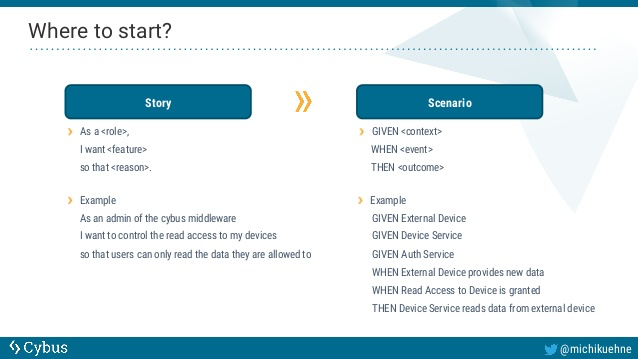 Where to start?
Story
As a <role>,
I want <feature>
so that <reason>.
Example
As an admin of the cybus middleware
I want to control the read access to my devices
so that users can only read the data they are allowed to
Scenario
GIVEN <context>
WHEN <event>
THEN <outcome>
Example
GIVEN External Device
GIVEN Device Service
GIVEN Auth Service
WHEN External Device provides new data
WHEN Read Access to Device is granted
THEN Device Service reads data from external device
Cybus
@michikuehne